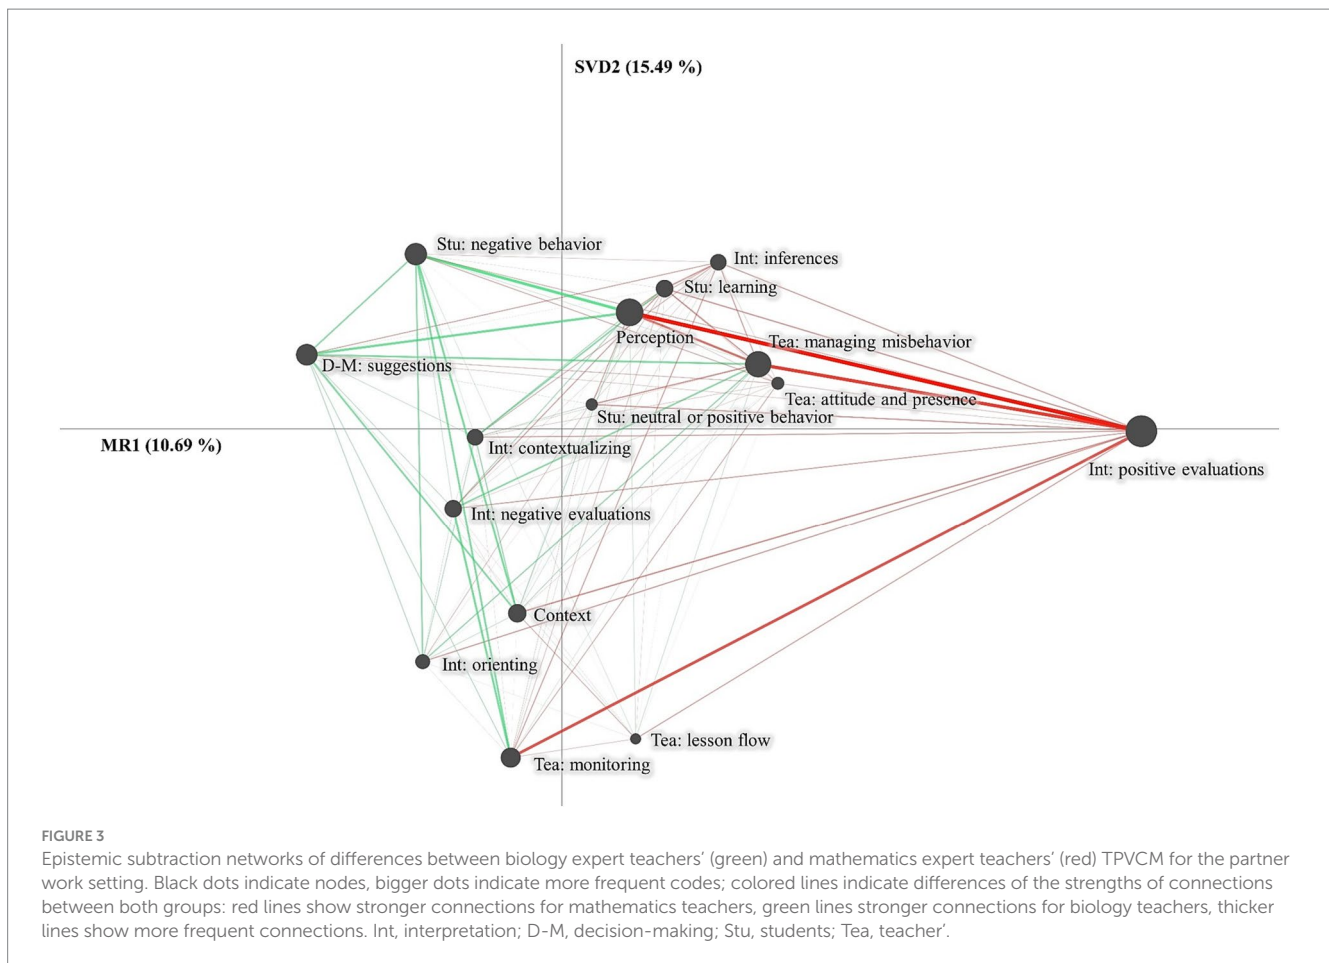 SVD2 (15.49 %)
Stu: negative behavior
Int: inferences
Stu: learning
Perception
Tea: managing misbehavior
D-M: suggestions
Tea: attitude and presence
Stu: neutral or positive behavior
MR1 (10.69 %)
Int: contextualizing
Int: positive evaluations
Int: negative evaluations
Context
Int: orienting
Tea: lesson flow
Tea: monitoring
FIGURE 3
Epistemic subtraction networks of differences between biology expert teachers’ (green) and mathematics expert teachers’ (red) TPVCM for the partner
work setting. Black dots indicate nodes, bigger dots indicate more frequent codes; colored lines indicate differences of the strengths of connections
between both groups: red lines show stronger connections for mathematics teachers, green lines stronger connections for biology teachers, thicker
lines show more frequent connections. Int, interpretation; D-M, decision-making; Stu, students; Tea, teacher’.